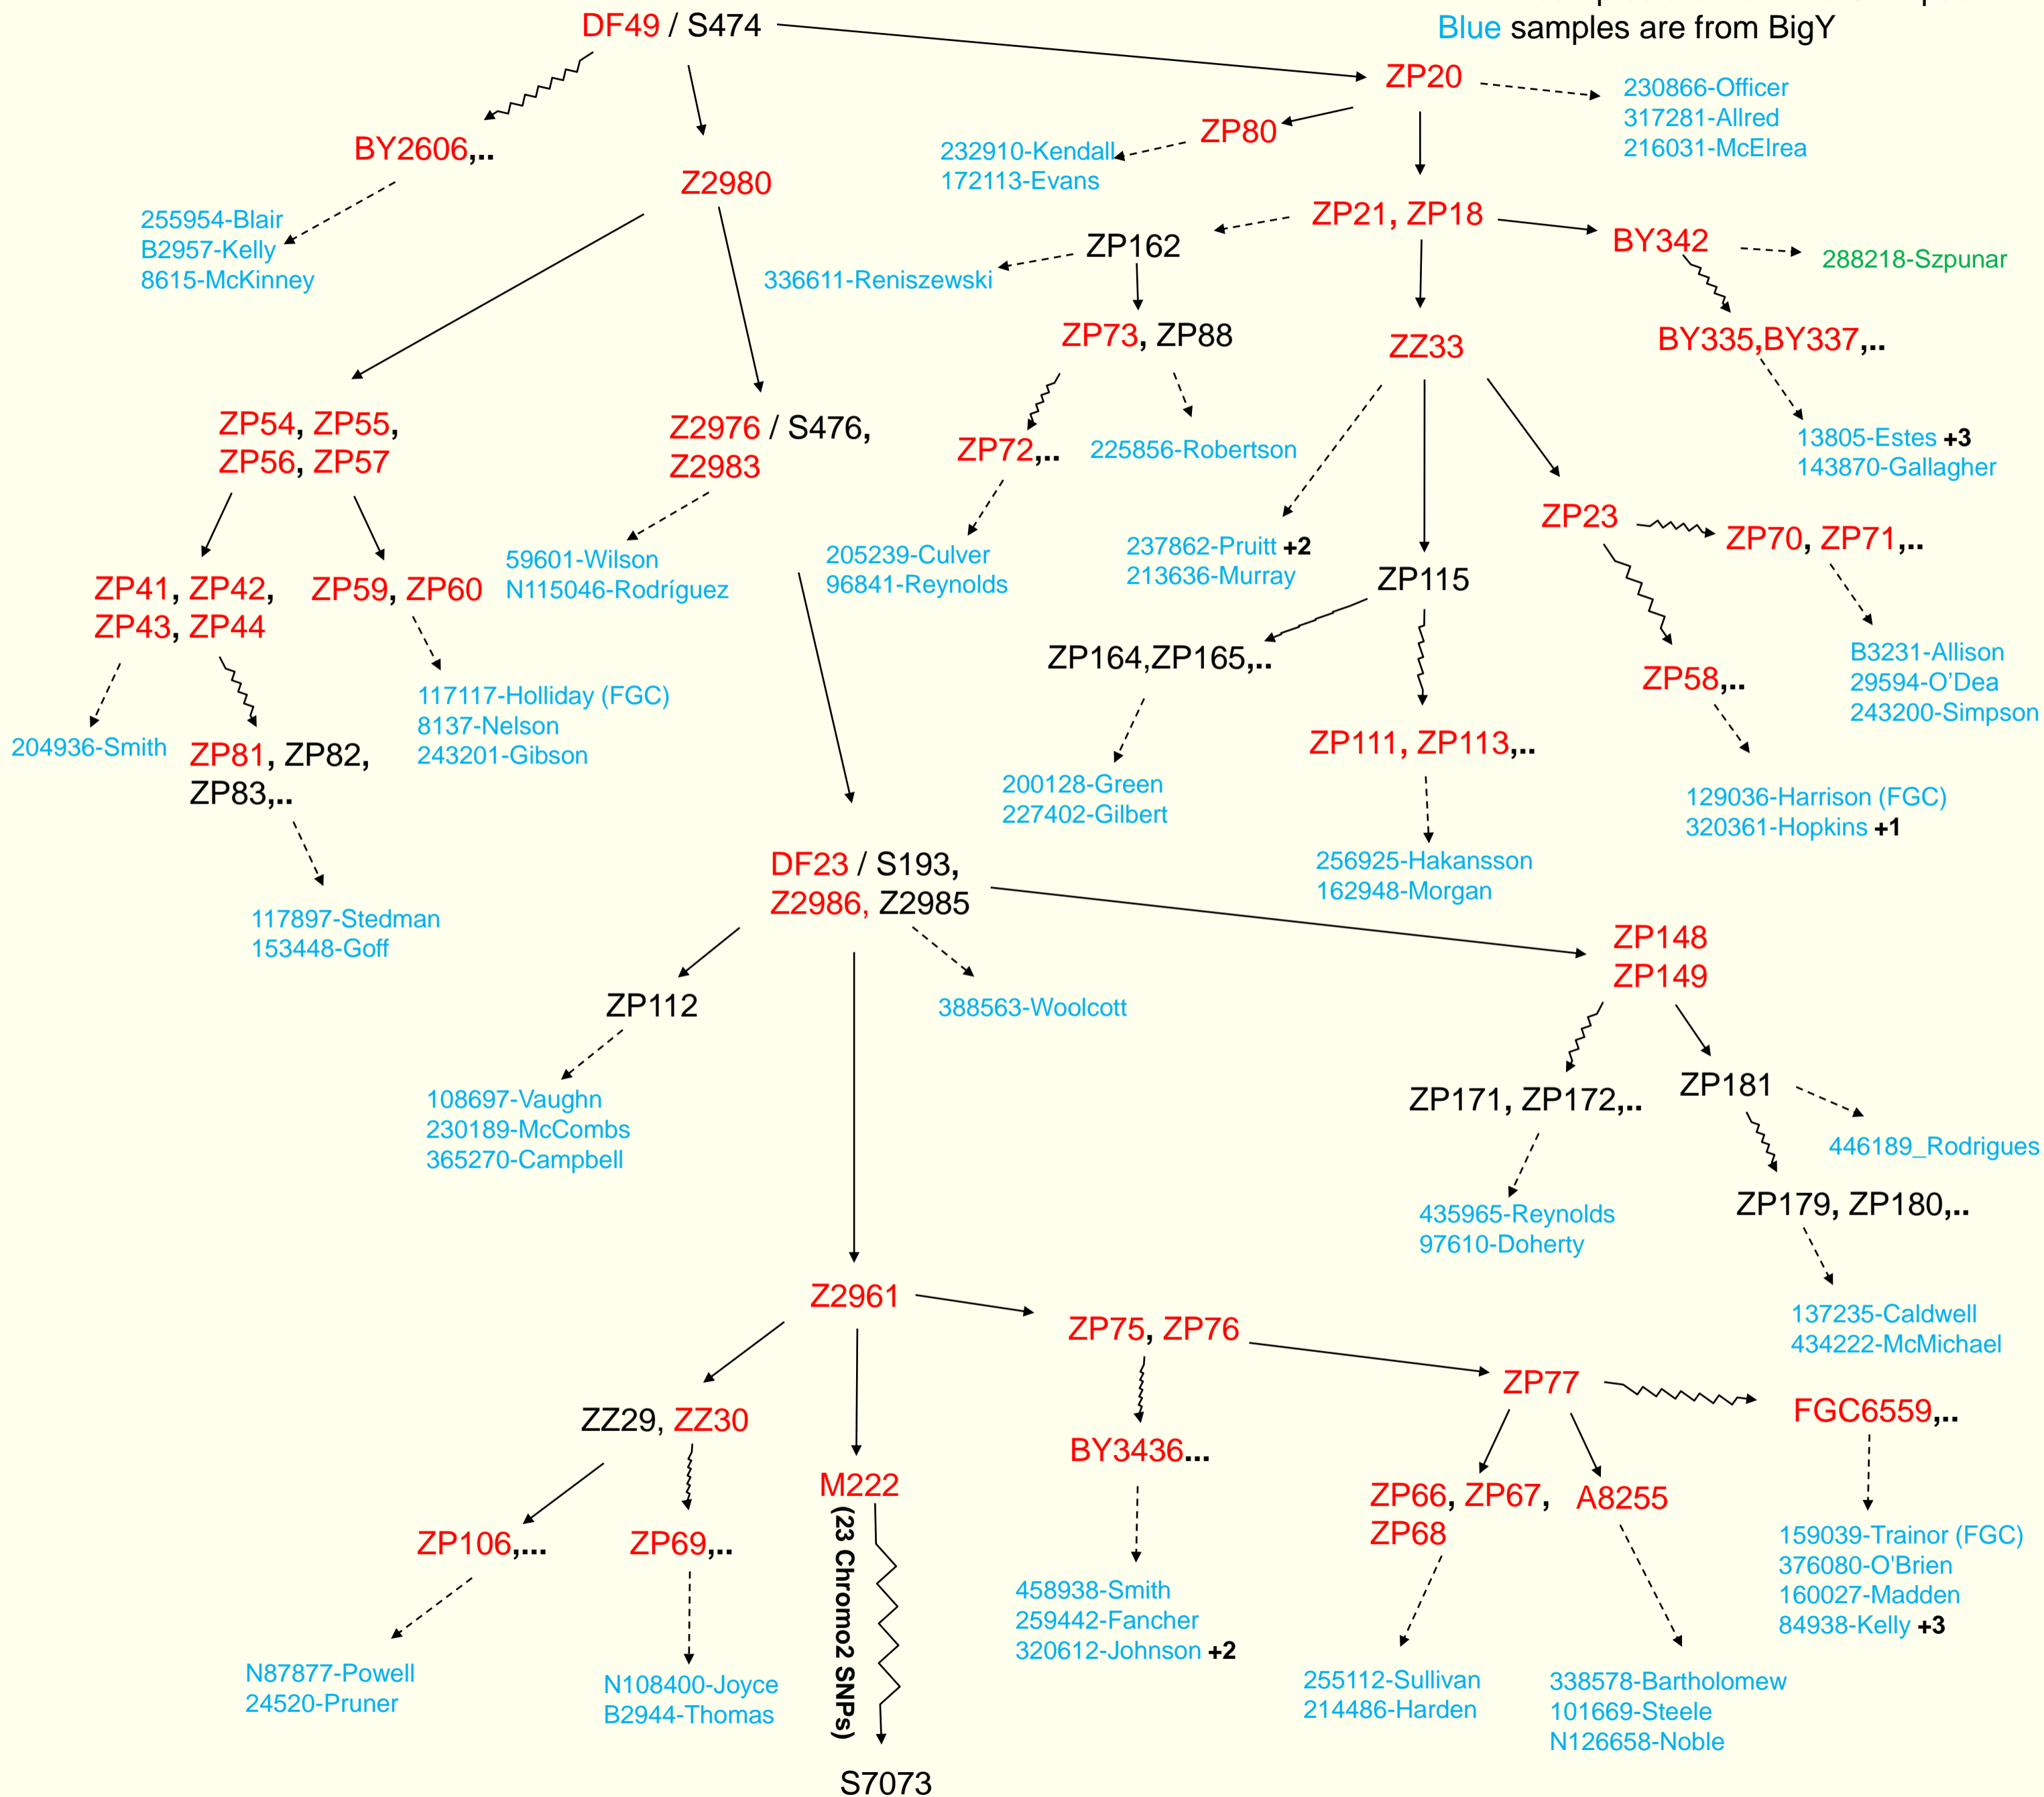 DF49 / S474
Blue samples are from BigY
ZP20
230866-Officer
317281-Allred
216031-McElrea
ZP80
232910-Kendall
172113-Evans
BY2606,..
Z2980
255954-Blair
B2957-Kelly
8615-McKinney
ZP21, ZP18
BY342
288218-Szpunar
ZP162
336611-Reniszewski
ZP73, ZP88
ZZ33
BY335,BY337,..
ZP54, ZP55,
ZP56, ZP57
Z2976 / S476,
Z2983
ZP72,..
225856-Robertson
13805-Estes +3
143870-Gallagher
ZP23
ZP70, ZP71,..
59601-Wilson
N115046-Rodríguez
205239-Culver
96841-Reynolds
237862-Pruitt +2
213636-Murray
ZP115
ZP41, ZP42,
ZP43, ZP44
ZP59, ZP60
ZP164,ZP165,..
ZP58,..
B3231-Allison
29594-O’Dea
243200-Simpson
117117-Holliday (FGC)
8137-Nelson
243201-Gibson
204936-Smith
ZP81, ZP82,
ZP83,..
ZP111, ZP113,..
200128-Green
227402-Gilbert
129036-Harrison (FGC)
320361-Hopkins +1
256925-Hakansson
162948-Morgan
DF23 / S193,
Z2986, Z2985
117897-Stedman
153448-Goff
ZP148
ZP149
ZP112
388563-Woolcott
108697-Vaughn
230189-McCombs
365270-Campbell
ZP171, ZP172,..
ZP181
446189_Rodrigues
ZP179, ZP180,..
435965-Reynolds
97610-Doherty
137235-Caldwell
434222-McMichael
Z2961
ZP75, ZP76
ZP77
FGC6559,..
ZZ29, ZZ30
BY3436...
M222
(23 Chromo2 SNPs)
ZP66, ZP67,
ZP68
A8255
ZP106,...
ZP69,..
159039-Trainor (FGC)
376080-O'Brien
160027-Madden
84938-Kelly +3
458938-Smith
259442-Fancher
320612-Johnson +2
N87877-Powell
24520-Pruner
N108400-Joyce
B2944-Thomas
255112-Sullivan
214486-Harden
338578-Bartholomew
101669-Steele
N126658-Noble
S7073